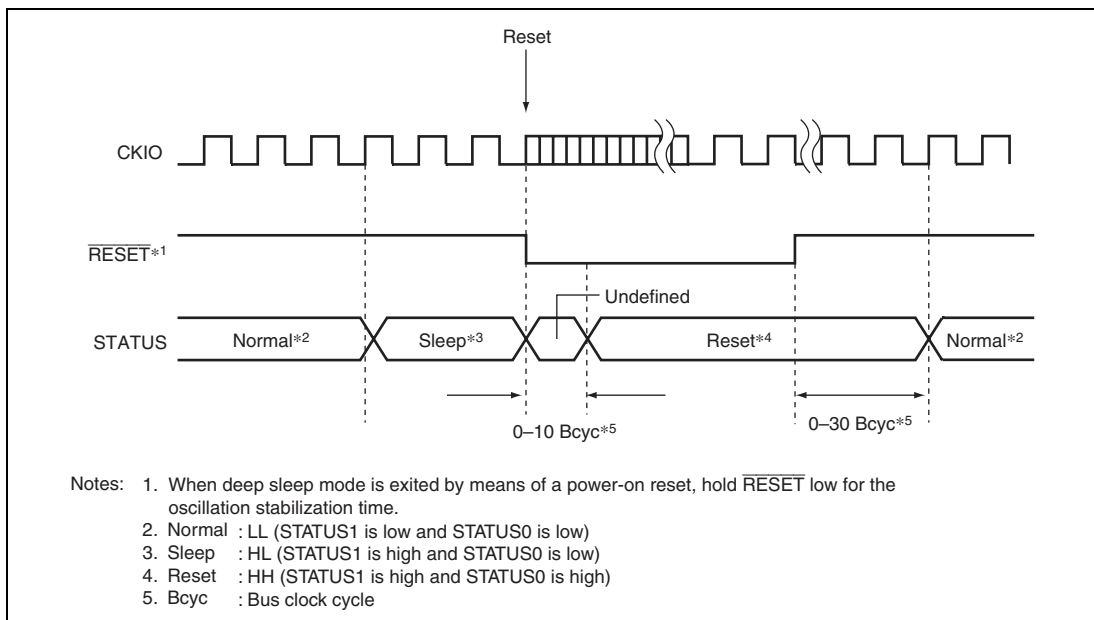 Reset
CKIO
RESET*1
Undefined
STATUS
Normal*2
Sleep*3
Reset*4
Normal*2
0–10 Bcyc*5
0–30 Bcyc*5
Notes: 1. When deep sleep mode is exited by means of a power-on reset, hold RESET low for the
oscillation stabilization time.
2. Normal : LL (STATUS1 is low and STATUS0 is low)
3. Sleep : HL (STATUS1 is high and STATUS0 is low)
4. Reset : HH (STATUS1 is high and STATUS0 is high)
5. Bcyc : Bus clock cycle